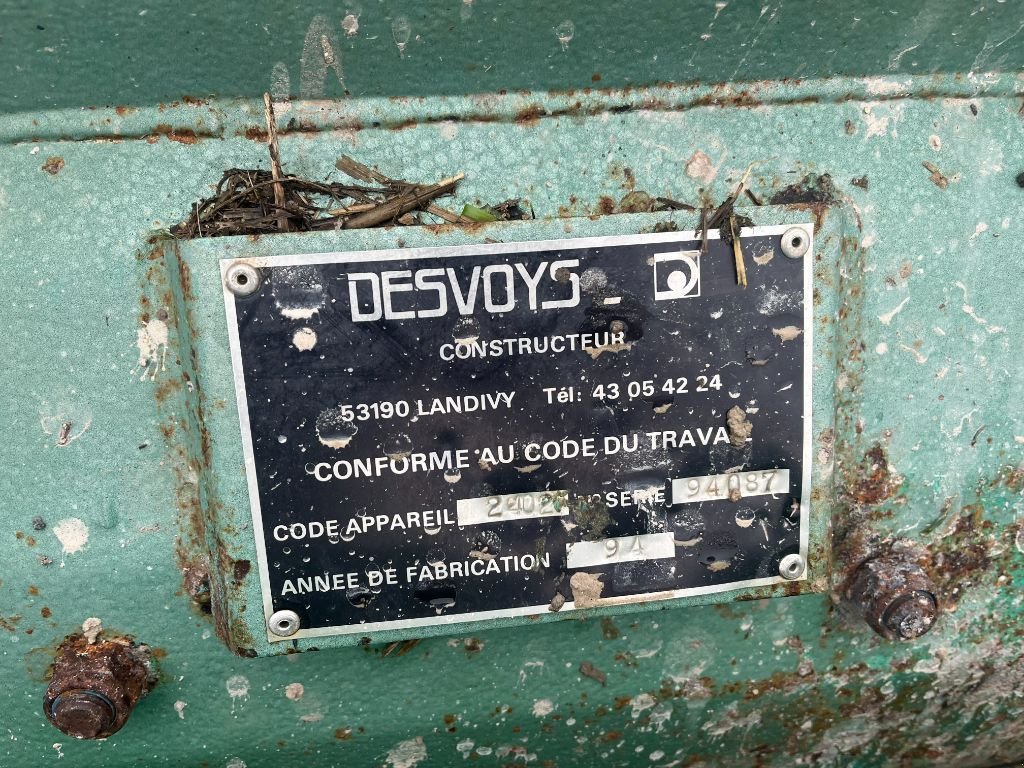 DESVOYS
CONSTRUCTEUR
53190 LANDIVY Tél: 43 05 42 24
CONFORME AU CODE DU
CODE APPAREIL N° SERIE 94087
ANNEE DE FABRICATION 94